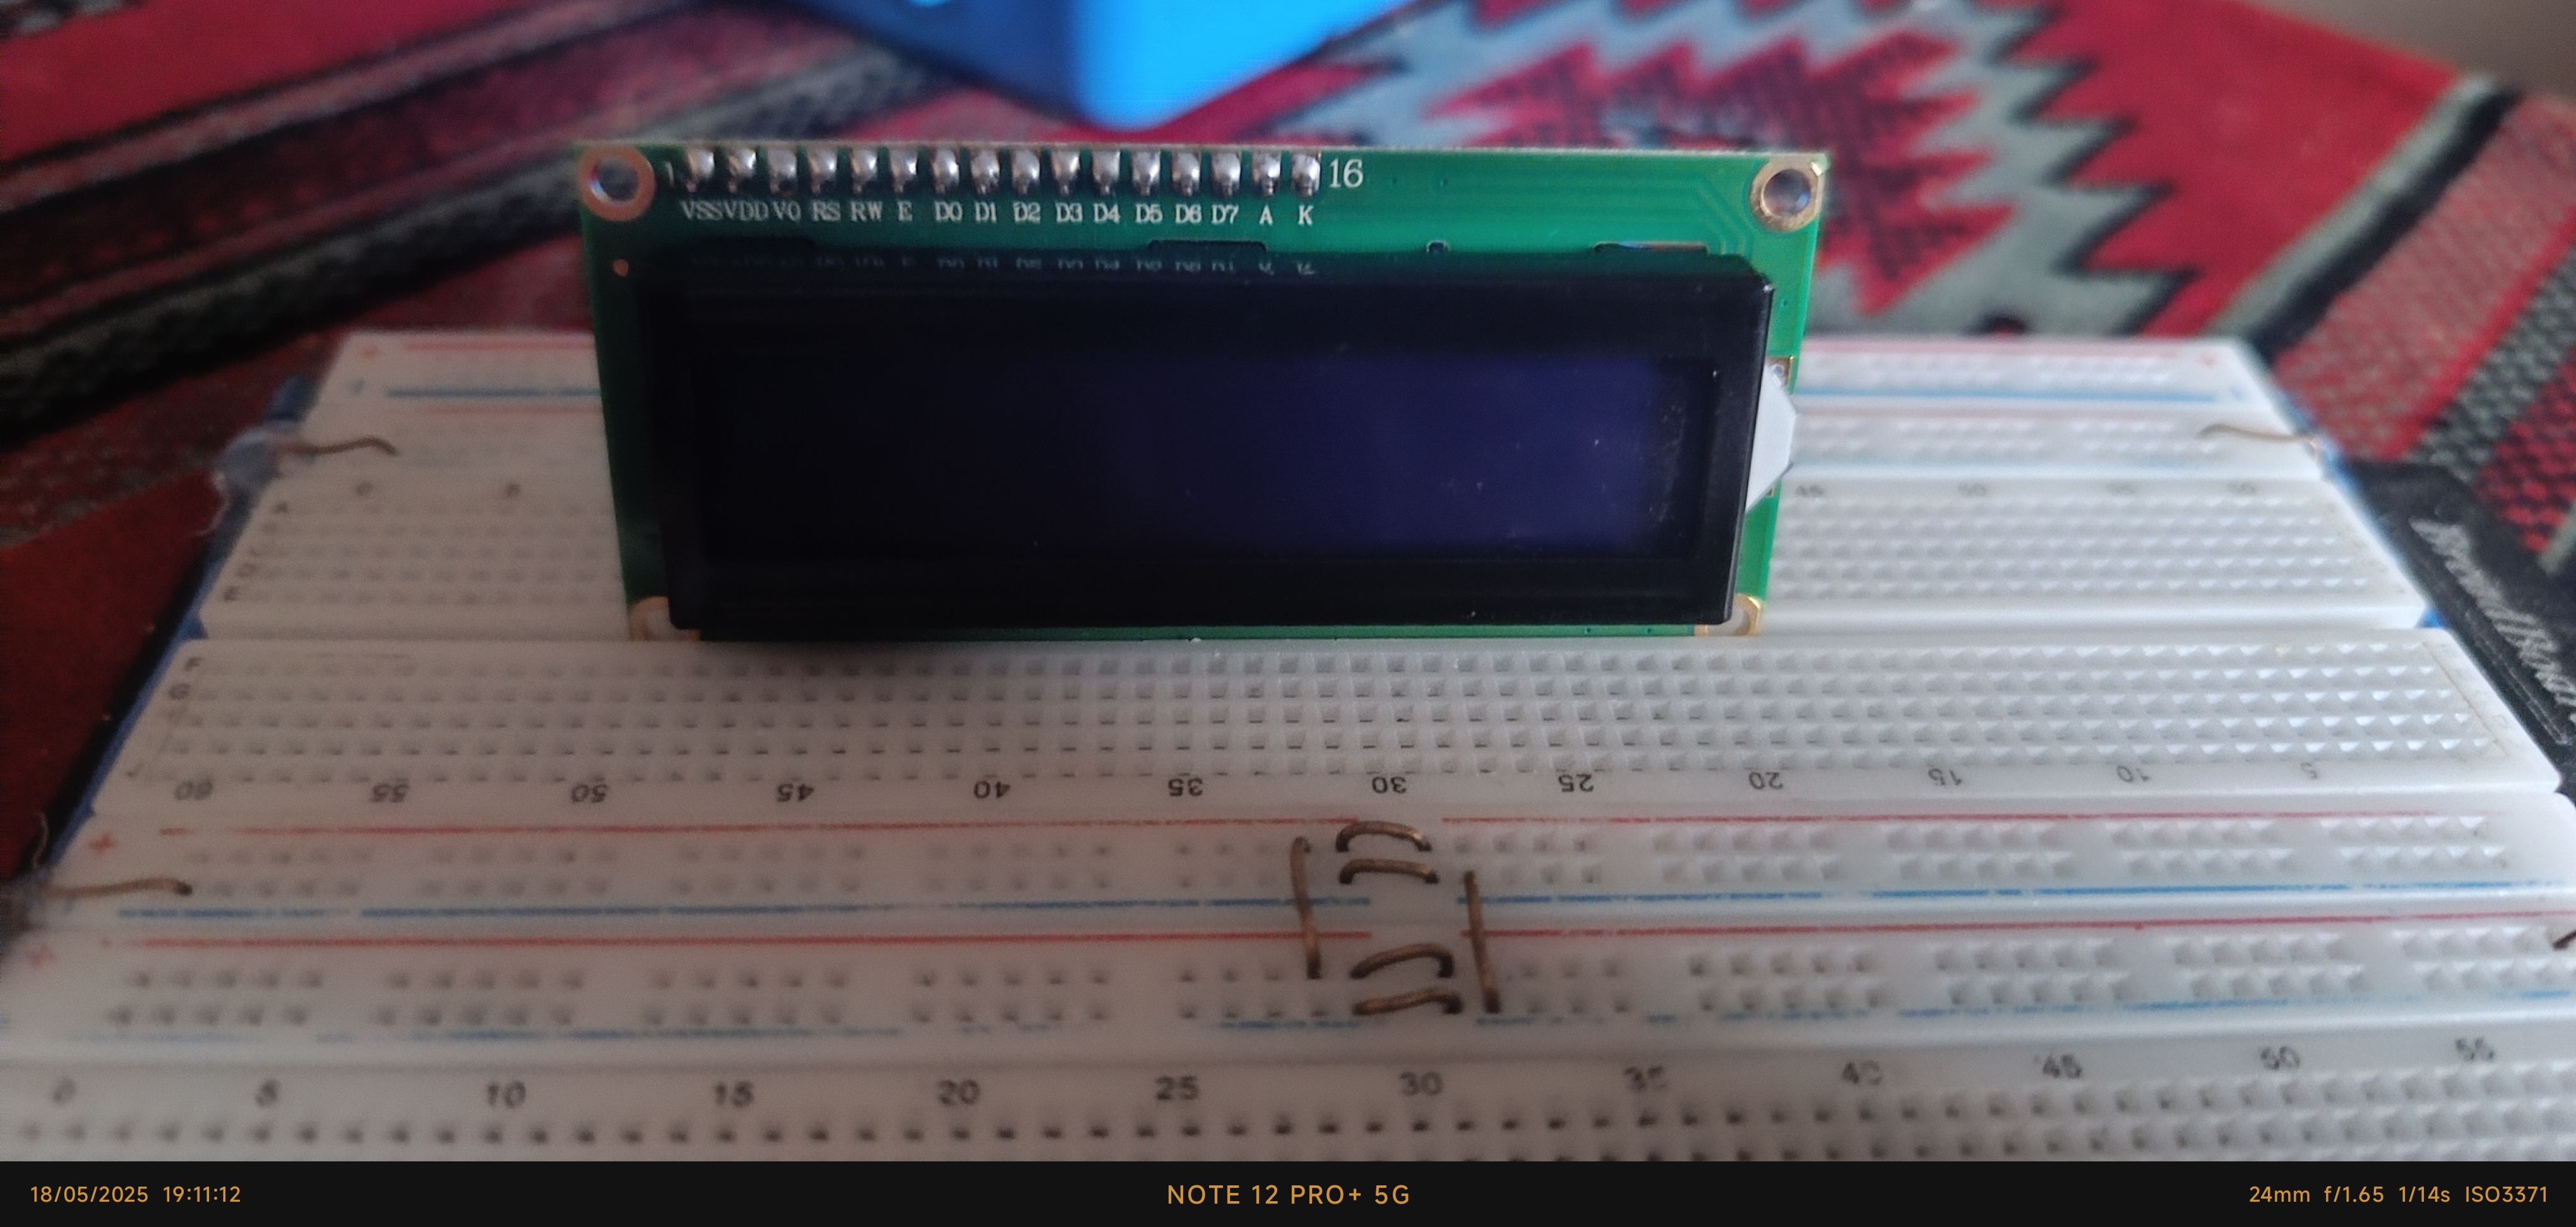 16
VSS VDD V0 RS RW E D0 D1 D2 D3 D4 D5 D6 D7 A K
A
E
F
G
60 55 50 45 40 35 30 25 20 15 10 5
+
5 10 15 20 25 30 35 40 45 50 55
18/05/2025 19:11:12
NOTE 12 PRO+ 5G
24mm f/1.65 1/14s ISO3371